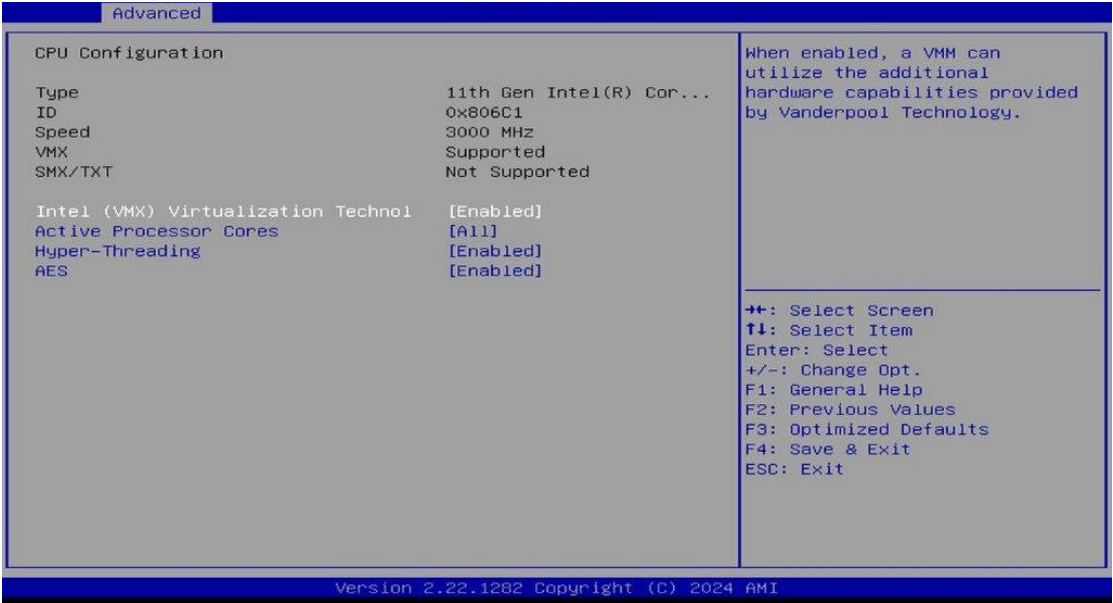 Advanced
CPU Configuration
Type 11th Gen Intel(R) Cor...
ID 0x806C1
Speed 3000 MHz
VMX Supported
SMX/TXT Not Supported
Intel (VMX) Virtualization Technol [Enabled]
Active Processor Cores [All]
Hyper-Threading [Enabled]
AES [Enabled]
When enabled, a VMM can
utilize the additional
hardware capabilities provided
by Vanderpool Technology.
→←: Select Screen
↑↓: Select Item
Enter: Select
+/-: Change Opt.
F1: General Help
F2: Previous Values
F3: Optimized Defaults
F4: Save & Exit
ESC: Exit
Version 2.22.1282 Copyright (C) 2024 AMI